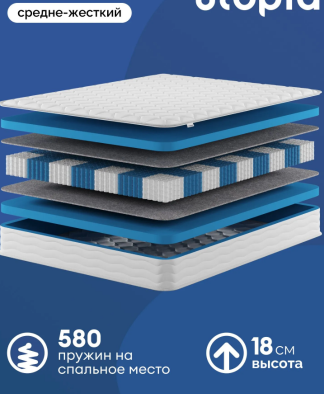 средне-жесткий
580
пружин на
спальное место
18 см
высота